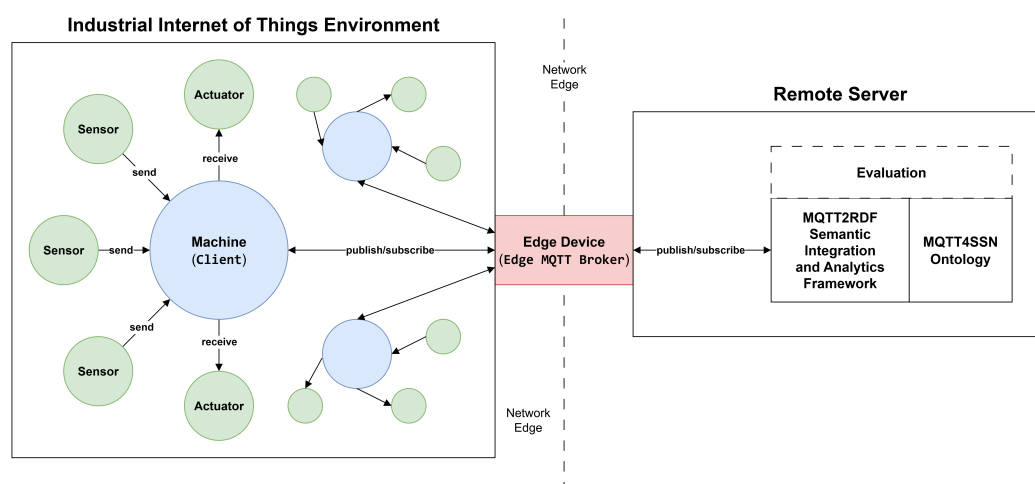 Industrial Internet of Things Environment
Network
Edge
Remote Server
Actuator
Sensor
receive
send
Evaluation
Sensor
send
Machine
(Client)
publish/subscribe
Edge Device
(Edge MQTT Broker)
publish/subscribe
MQTT2RDF
Semantic
Integration
and Analytics
Framework
MQTT4SSN
Ontology
send
receive
Sensor
Actuator
Network
Edge